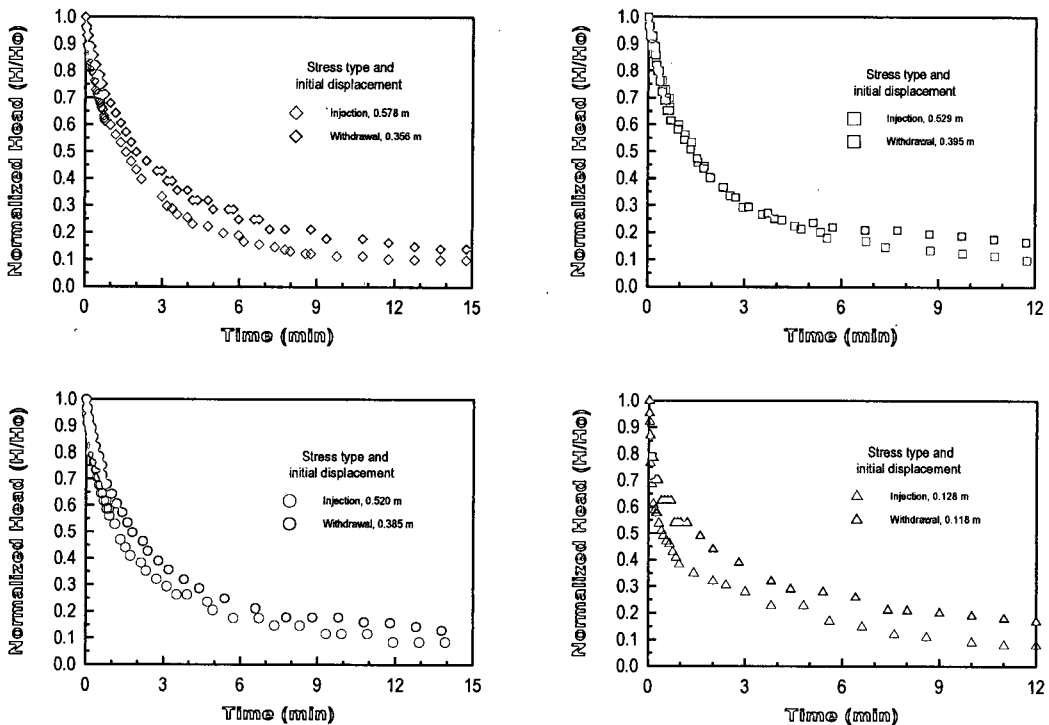 Normalized Head (H/Ho)
1.0
0.9
0.8
0.7
0.6
0.5
0.4
0.3
0.2
0.1
0.0
Stress type and
initial displacement
Injection, 0.578 m
Withdrawal, 0.356 m
0 3 6 9 12 15
Time (min)
Normalized Head (H/Ho)
1.0
0.9
0.8
0.7
0.6
0.5
0.4
0.3
0.2
0.1
0.0
Stress type and
initial displacement
Injection, 0.529 m
Withdrawal, 0.395 m
0 3 6 9 12
Time (min)
Normalized Head (H/Ho)
1.0
0.9
0.8
0.7
0.6
0.5
0.4
0.3
0.2
0.1
0.0
Stress type and
initial displacement
Injection, 0.520 m
Withdrawal, 0.385 m
0 3 6 9 12 15
Time (min)
Normalized Head (H/Ho)
1.0
0.9
0.8
0.7
0.6
0.5
0.4
0.3
0.2
0.1
0.0
Stress type and
initial displacement
Injection, 0.128 m
Withdrawal, 0.118 m
0 3 6 9 12
Time (min)